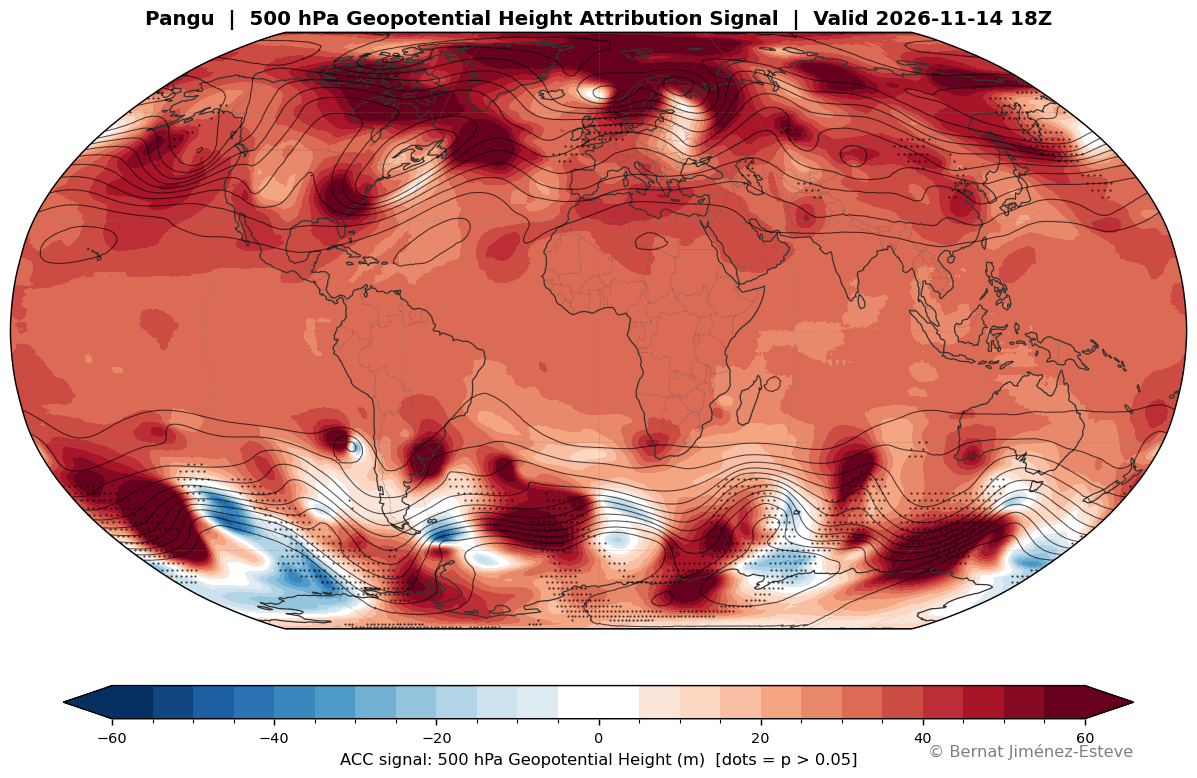 Pangu | 500 hPa Geopotential Height Attribution Signal | Valid 2026-11-14 18Z
−60 −40 −20 0 20 40 60
ACC signal: 500 hPa Geopotential Height (m) [dots = p > 0.05]
© Bernat Jiménez-Esteve